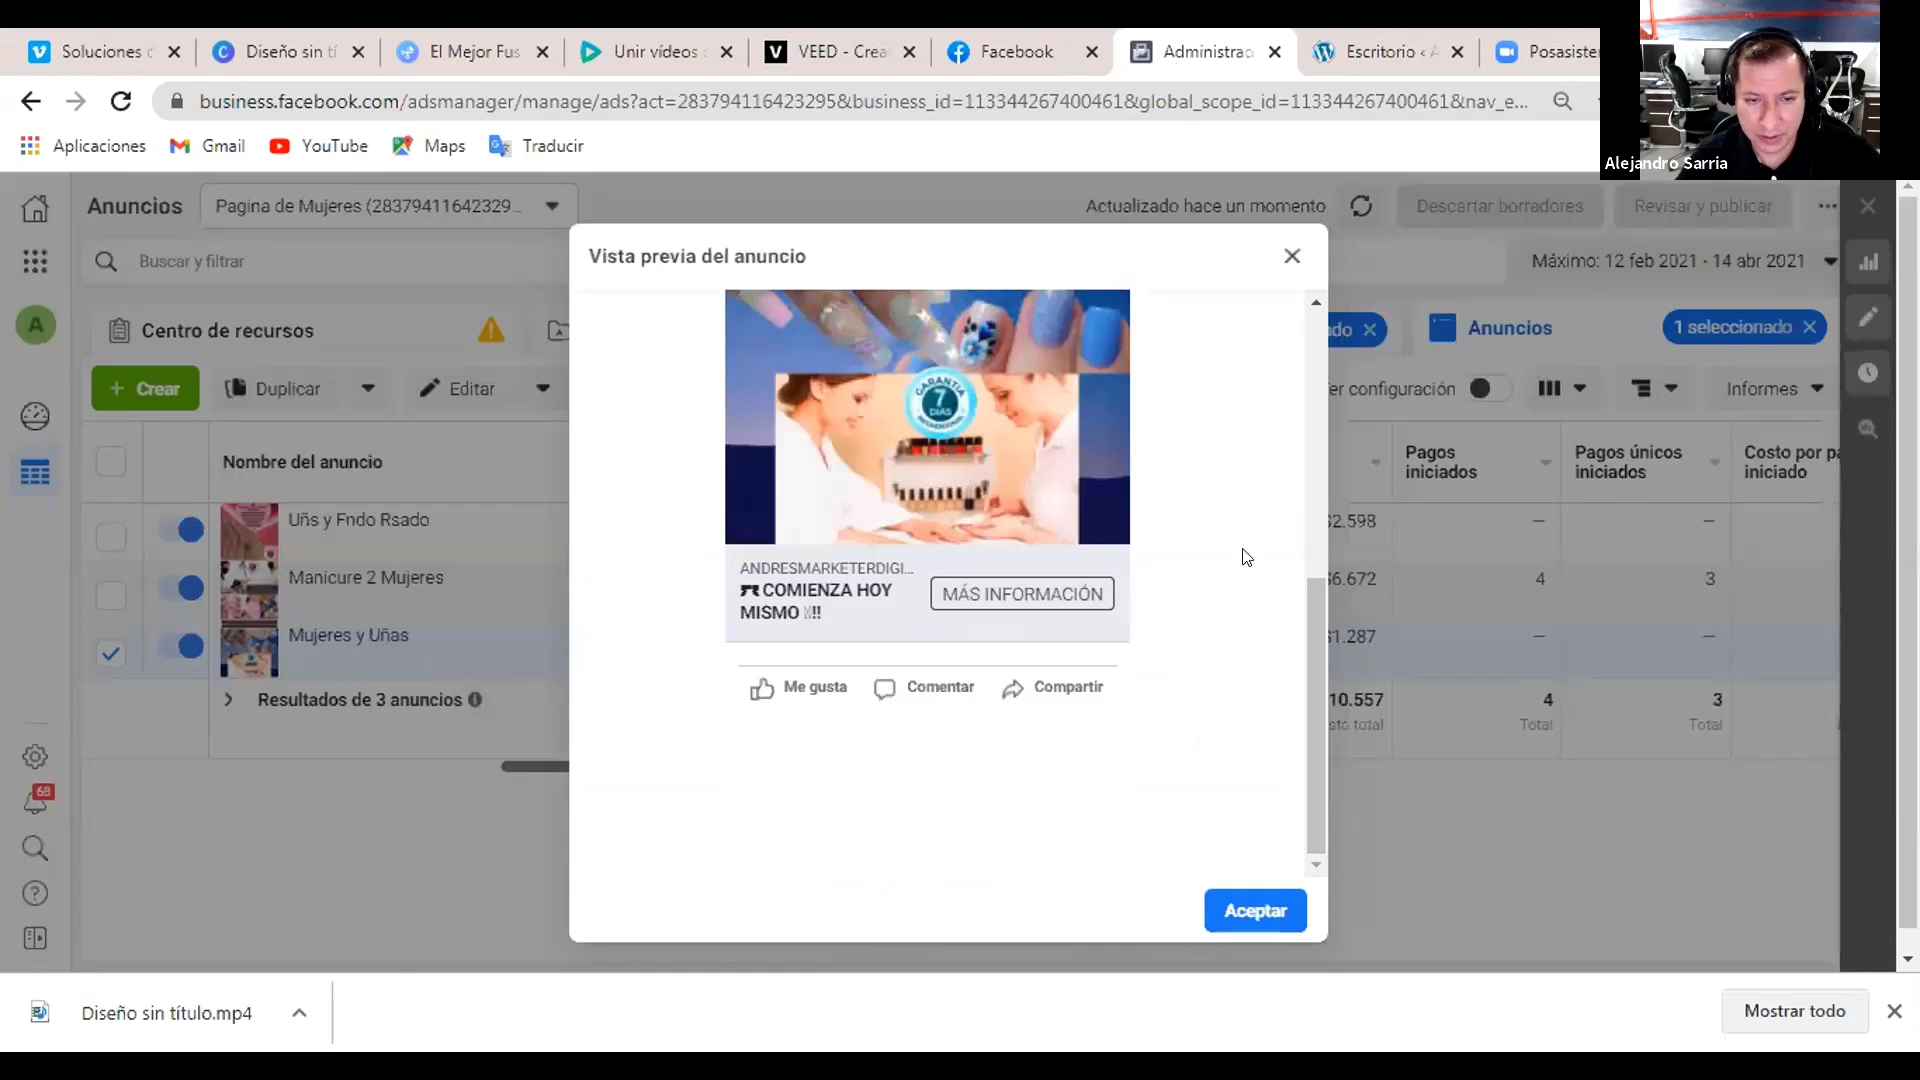 Soluciones d
Diseño sin tí
El Mejor Fus
Unir vídeos
VEED - Crea
Facebook
Administrac
Escritorio ‹ A
Posasiste
business.facebook.com/adsmanager/manage/ads?act=283794116423295&business_id=113344267400461&global_scope_id=113344267400461&nav_e...
Aplicaciones
Gmail
YouTube
Maps
Traducir
Alejandro Sarria
Anuncios
Pagina de Mujeres (28379411642329...
Actualizado hace un momento
Descartar borradores
Revisar y publicar
Buscar y filtrar
Máximo: 12 feb 2021 - 14 abr 2021
A
Centro de recursos
Anuncios
1 seleccionado
+ Crear
Duplicar
Editar
er configuración
Informes
Nombre del anuncio
Pagos
iniciados
Pagos únicos
iniciados
Costo por pa
iniciado
Uñs y Fndo Rsado
$2.598
—
—
Manicure 2 Mujeres
$6.672
4
3
Mujeres y Uñas
$1.287
—
—
Resultados de 3 anuncios
10.557
4
3
sto total
Total
Total
68
Vista previa del anuncio
GARANTIA
7
DIAS
ANDRESMARKETERDIGI...
COMIENZA HOY
MISMO !!
MÁS INFORMACIÓN
Me gusta
Comentar
Compartir
Aceptar
Diseño sin título.mp4
Mostrar todo